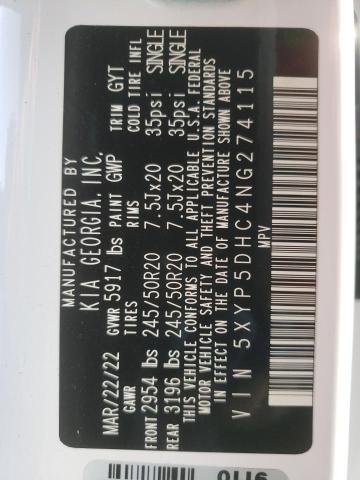 MANUFACTURED BY
KIA GEORGIA, INC.
MAR/22/22 GVWR 5917 lbs PAINT GWP TRIM GYT
GAWR TIRES RIMS COLD TIRE INFL
FRONT 2954 lbs 245/50R20 7.5Jx20 35psi SINGLE
REAR 3196 lbs 245/50R20 7.5Jx20 35psi SINGLE
THIS VEHICLE CONFORMS TO ALL APPLICABLE U.S.A. FEDERAL
MOTOR VEHICLE SAFETY AND THEFT PREVENTION STANDARDS
IN EFFECT ON THE DATE OF MANUFACTURE SHOWN ABOVE
VIN 5XYP5DHC4NG274115
MPV